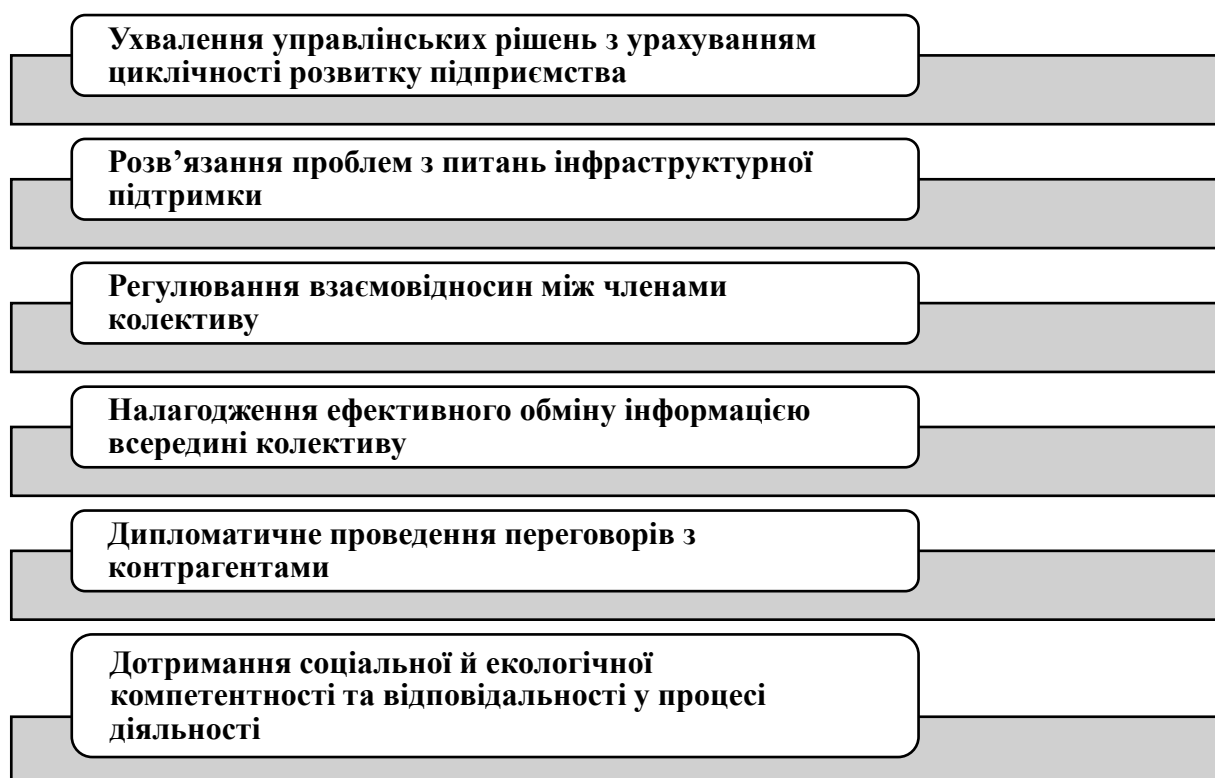 Ухвалення управлінських рішень з урахуванням
циклічності розвитку підприємства
Розв’язання проблем з питань інфраструктурної
підтримки
Регулювання взаємовідносин між членами
колективу
Налагодження ефективного обміну інформацією
всередині колективу
Дипломатичне проведення переговорів з
контрагентами
Дотримання соціальної й екологічної
компетентності та відповідальності у процесі
діяльності